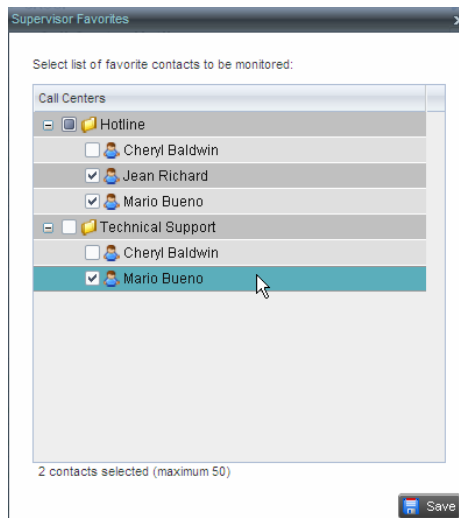 Supervisor Favorites
Select list of favorite contacts to be monitored:
Call Centers
Hotline
Cheryl Baldwin
Jean Richard
Mario Bueno
Technical Support
Cheryl Baldwin
Mario Bueno
2 contacts selected (maximum 50)
Save